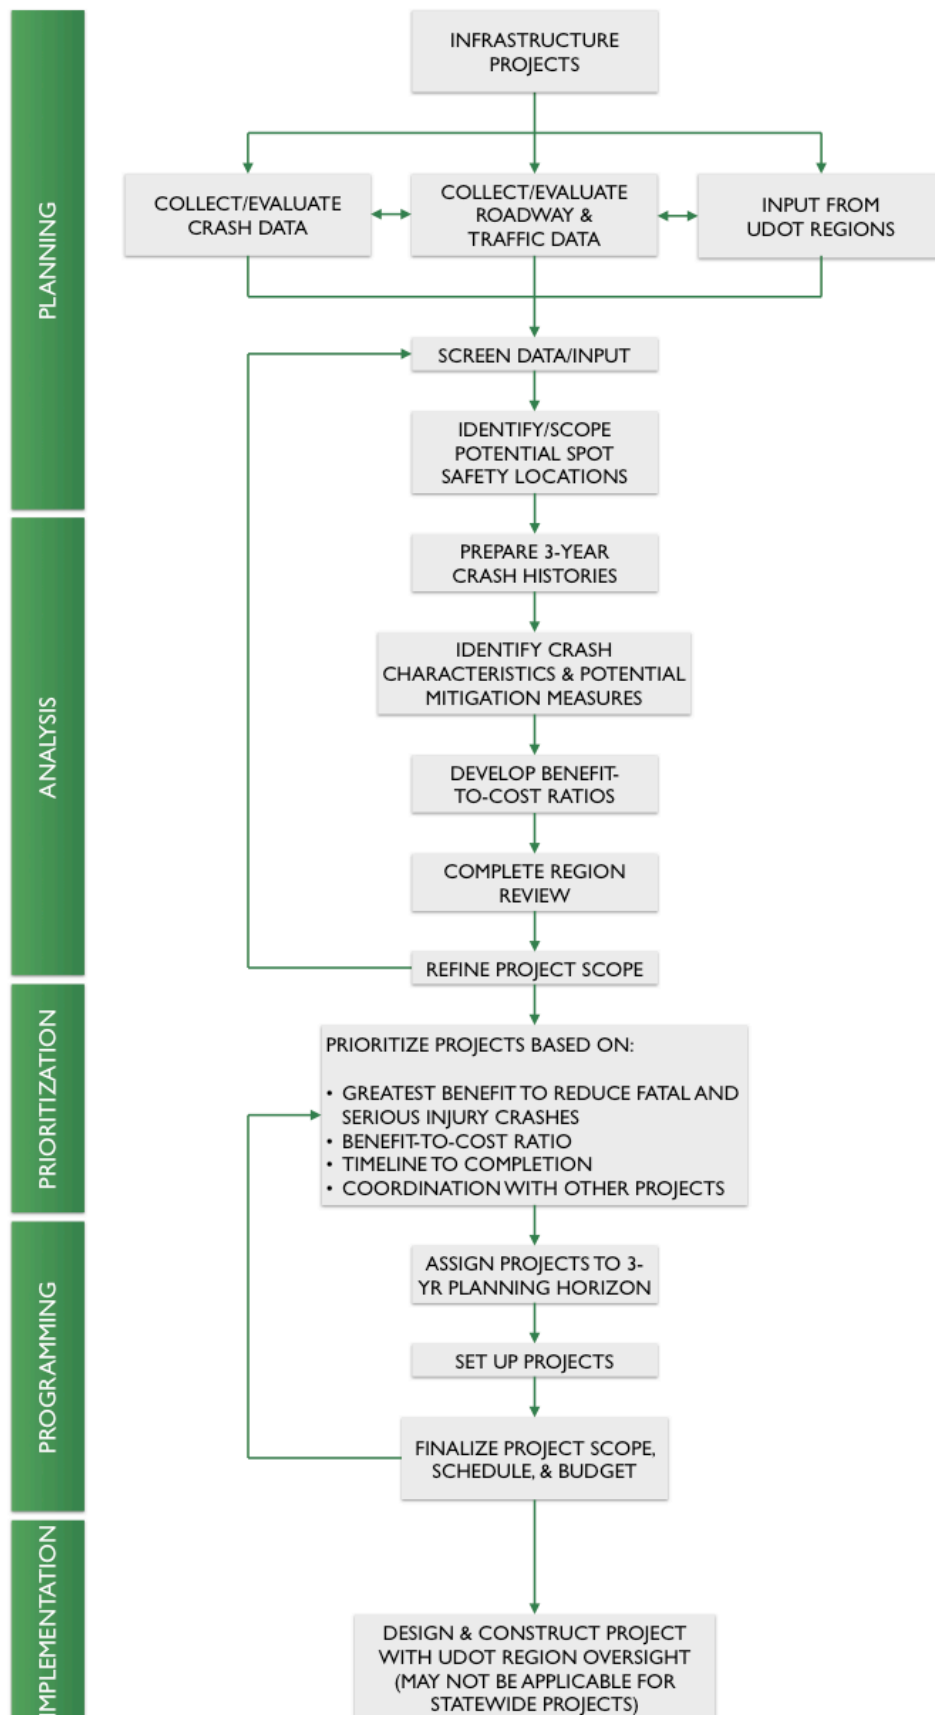 PLANNING
INFRASTRUCTURE
PROJECTS
COLLECT/EVALUATE
CRASH DATA
COLLECT/EVALUATE
ROADWAY &
TRAFFIC DATA
INPUT FROM
UDOT REGIONS
SCREEN DATA/INPUT
IDENTIFY/SCOPE
POTENTIAL SPOT
SAFETY LOCATIONS
ANALYSIS
PREPARE 3-YEAR
CRASH HISTORIES
IDENTIFY CRASH
CHARACTERISTICS & POTENTIAL
MITIGATION MEASURES
DEVELOP BENEFIT-
TO-COST RATIOS
COMPLETE REGION
REVIEW
REFINE PROJECT SCOPE
PRIORITIZATION
PRIORITIZE PROJECTS BASED ON:
• GREATEST BENEFIT TO REDUCE FATAL AND
SERIOUS INJURY CRASHES
• BENEFIT-TO-COST RATIO
• TIMELINE TO COMPLETION
• COORDINATION WITH OTHER PROJECTS
PROGRAMMING
ASSIGN PROJECTS TO 3-
YR PLANNING HORIZON
SET UP PROJECTS
FINALIZE PROJECT SCOPE,
SCHEDULE, & BUDGET
IMPLEMENTATION
DESIGN & CONSTRUCT PROJECT
WITH UDOT REGION OVERSIGHT
(MAY NOT BE APPLICABLE FOR
STATEWIDE PROJECTS)